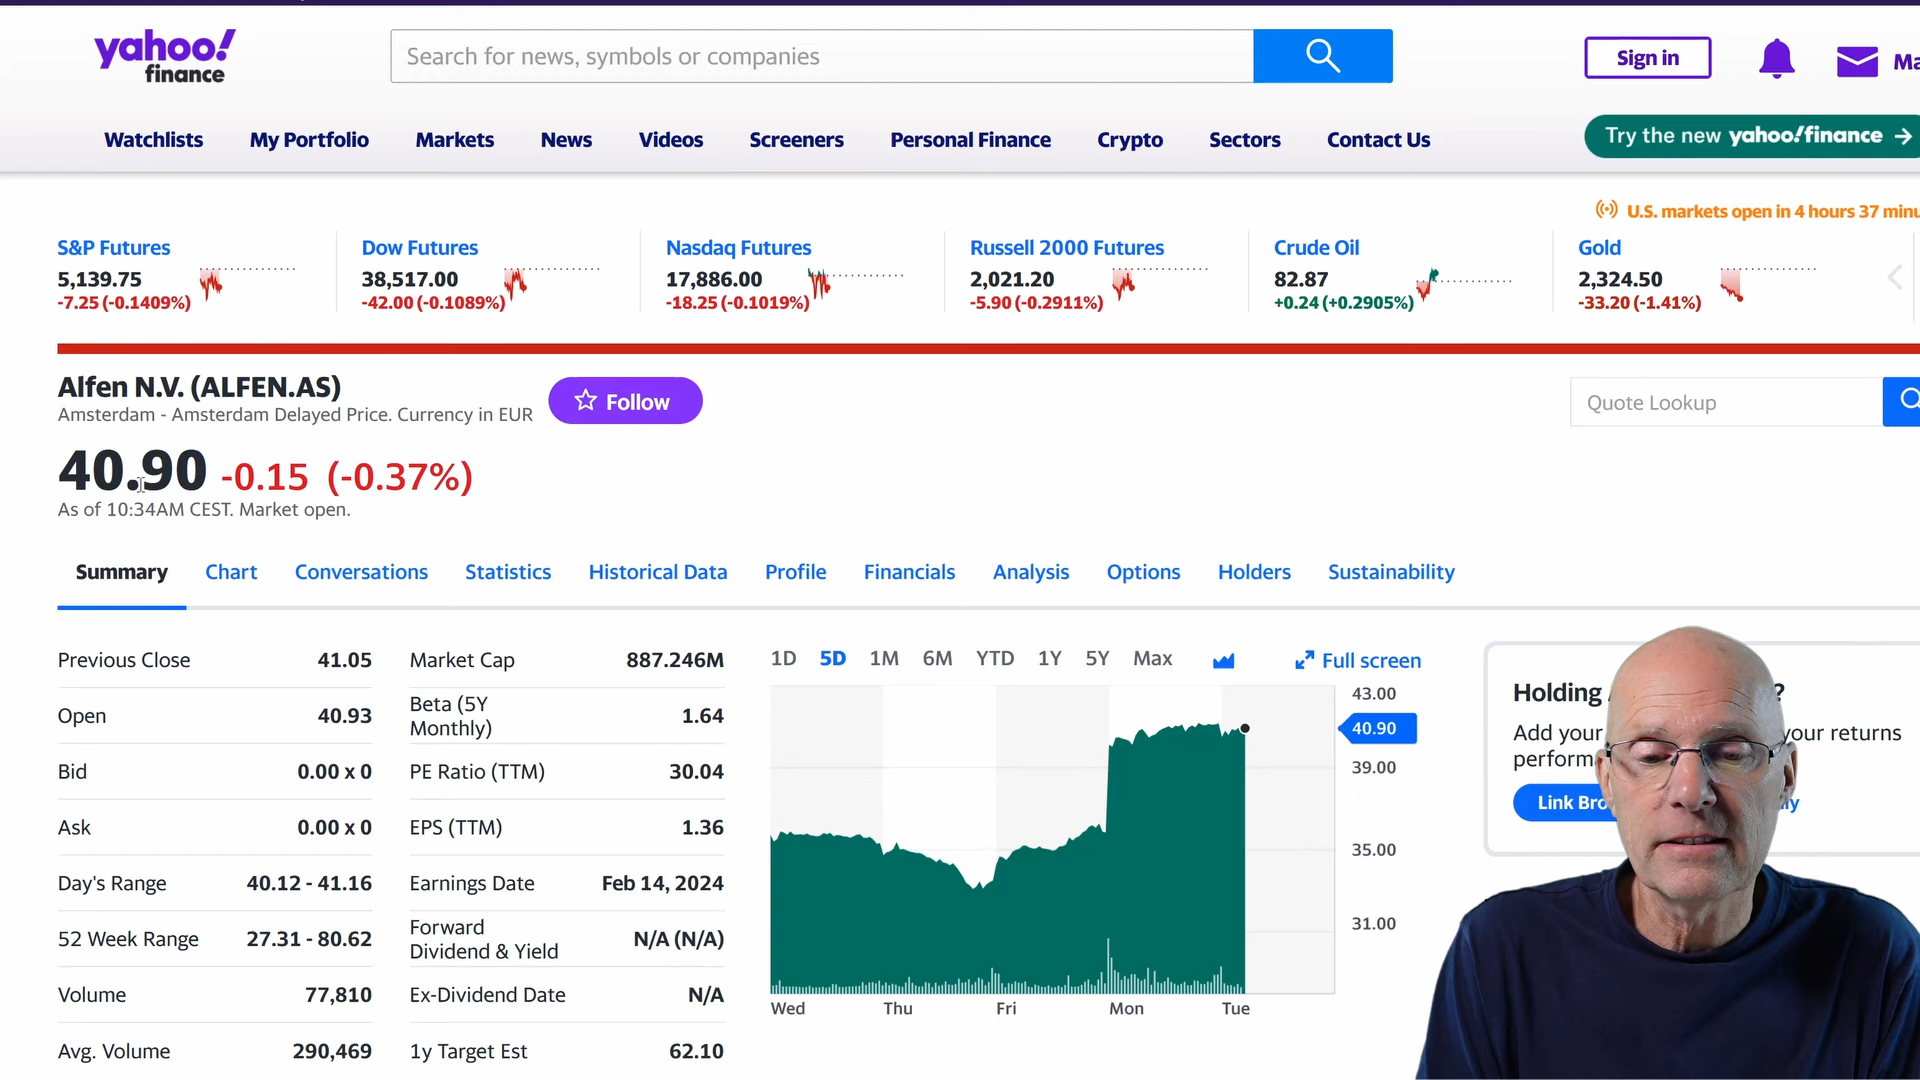 yahoo!
finance
Search for news, symbols or companies
Sign in
Watchlists My Portfolio Markets News Videos Screeners Personal Finance Crypto Sectors Contact Us
Try the new yahoo!finance →
U.S. markets open in 4 hours 37
S&P Futures
5,139.75
-7.25 (-0.1409%)
Dow Futures
38,517.00
-42.00 (-0.1089%)
Nasdaq Futures
17,886.00
-18.25 (-0.1019%)
Russell 2000 Futures
2,021.20
-5.90 (-0.2911%)
Crude Oil
82.87
+0.24 (+0.2905%)
Gold
2,324.50
-33.20 (-1.41%)
Alfen N.V. (ALFEN.AS)
Amsterdam - Amsterdam Delayed Price. Currency in EUR
Follow
Quote Lookup
40.90 -0.15 (-0.37%)
As of 10:34AM CEST. Market open.
Summary Chart Conversations Statistics Historical Data Profile Financials Analysis Options Holders Sustainability
Previous Close 41.05
Open 40.93
Bid 0.00 x 0
Ask 0.00 x 0
Day's Range 40.12 - 41.16
52 Week Range 27.31 - 80.62
Volume 77,810
Avg. Volume 290,469
Market Cap 887.246M
Beta (5Y
Monthly) 1.64
PE Ratio (TTM) 30.04
EPS (TTM) 1.36
Earnings Date Feb 14, 2024
Forward
Dividend & Yield N/A (N/A)
Ex-Dividend Date N/A
1y Target Est 62.10
1D 5D 1M 6M YTD 1Y 5Y Max
Full screen
43.00
40.90
39.00
35.00
31.00
Wed Thu Fri Mon Tue
Holding ?
Add your your returns
Link